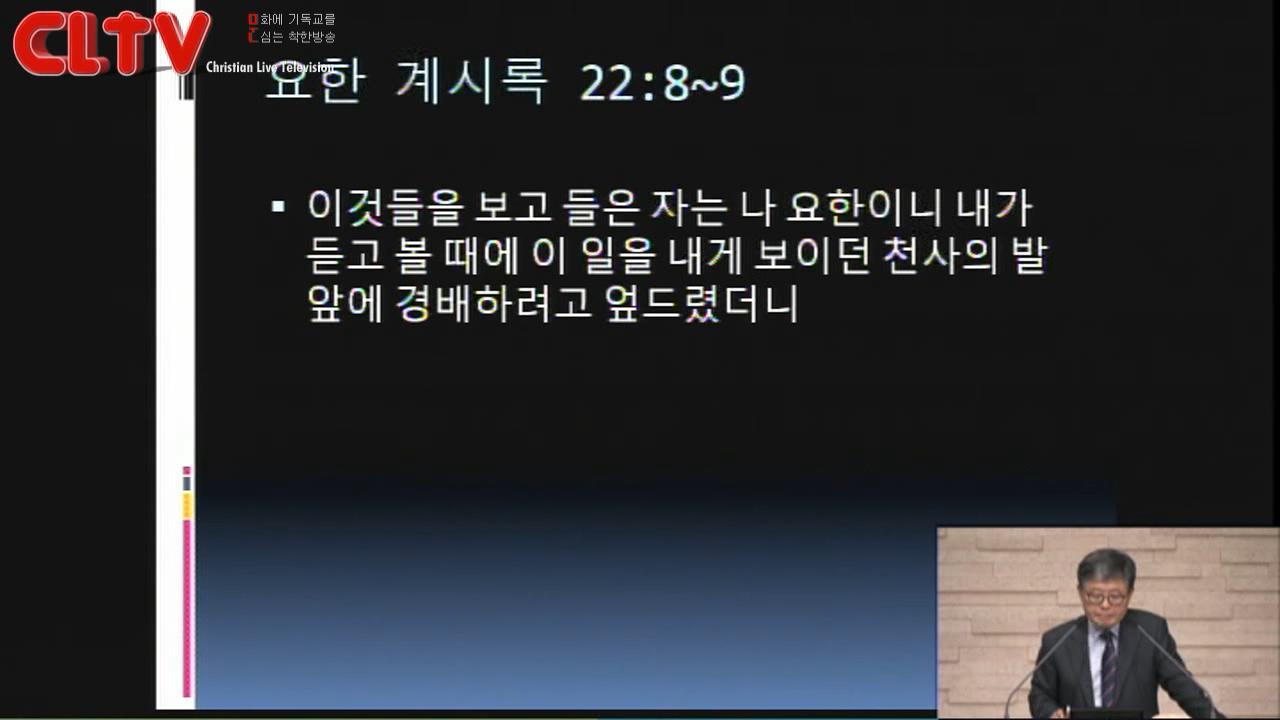 CLTV
문화에 기독교를
심는 착한방송
Christian Live Television
요한 계시록 22:8~9
▪ 이것들을 보고 들은 자는 나 요한이니 내가
듣고 볼 때에 이 일을 내게 보이던 천사의 발
앞에 경배하려고 엎드렸더니